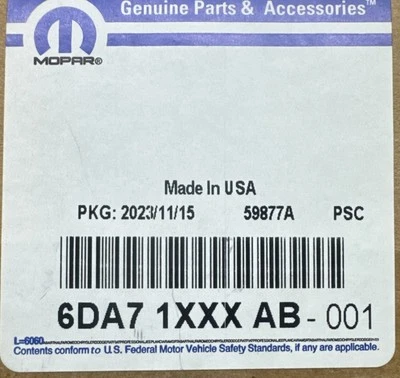 Genuine Parts & Accessories™
MOPAR®
Made In USA
PKG: 2023/11/15 59877A PSC
6DA7 1XXX AB - 001
L=6060
Contents conform to U.S. Federal Motor Vehicle Safety Standards, if any are applicable.